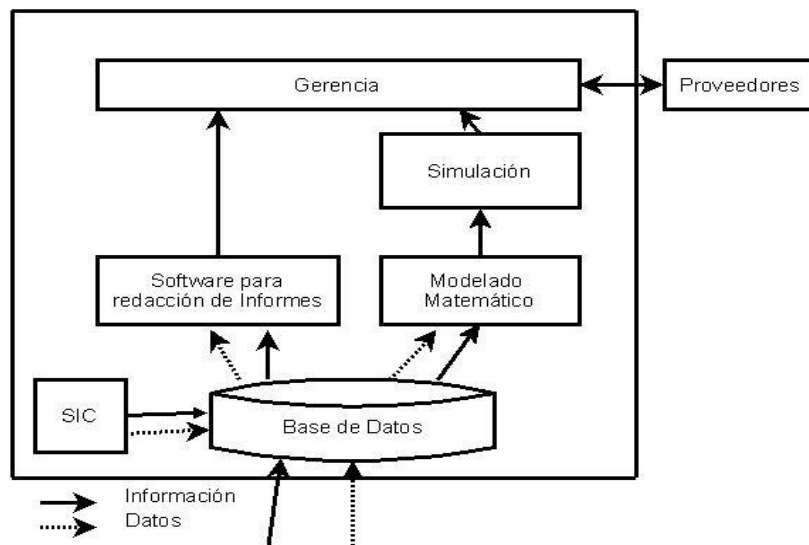 Gerencia
Proveedores
Simulación
Software para
redacción de Informes
Modelado
Matemático
SIC
Base de Datos
Información
Datos